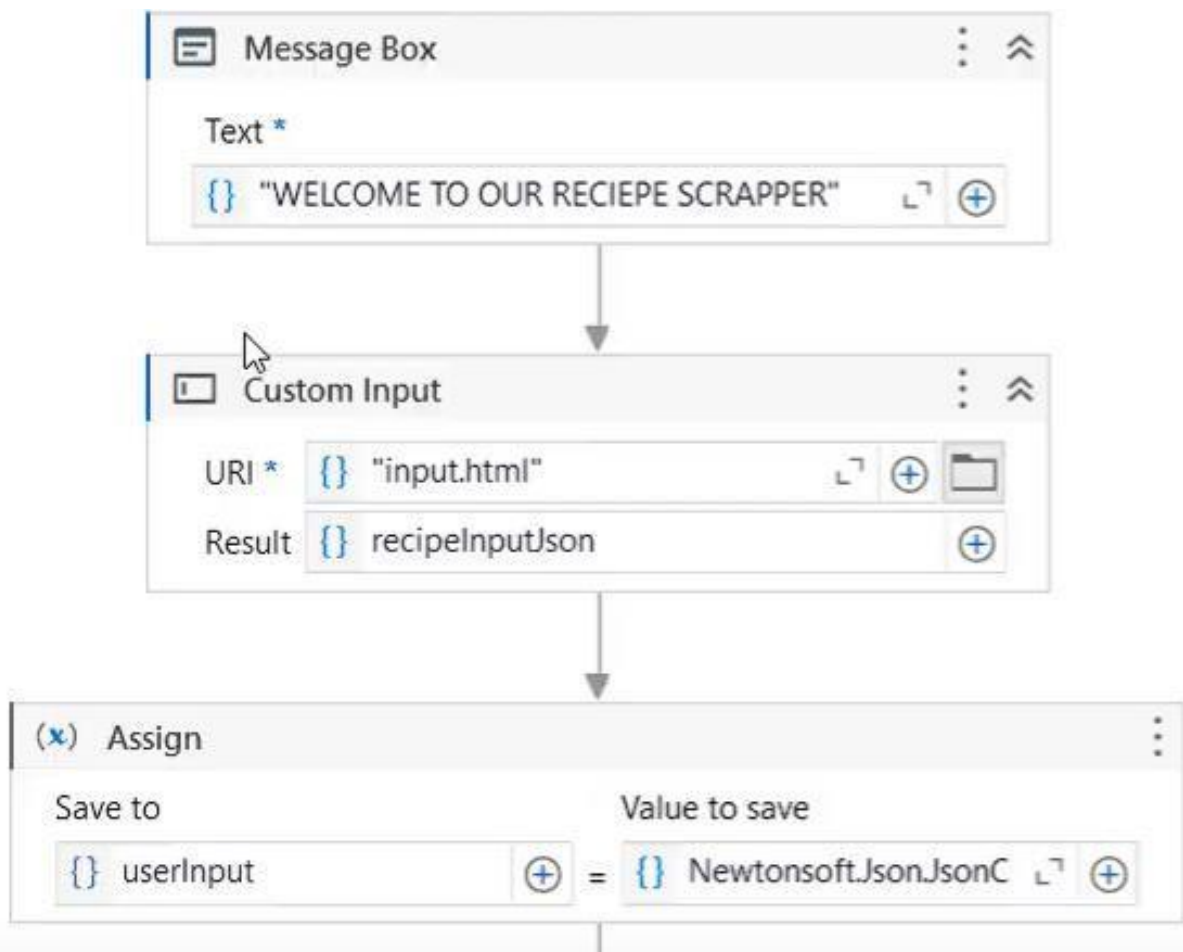 Message Box
Text *
{} "WELCOME TO OUR RECIEPE SCRAPPER"
Custom Input
URI * {} "input.html"
Result {} recipeInputJson
(x) Assign
Save to Value to save
{} userInput = {} Newtonsoft.Json.JsonC